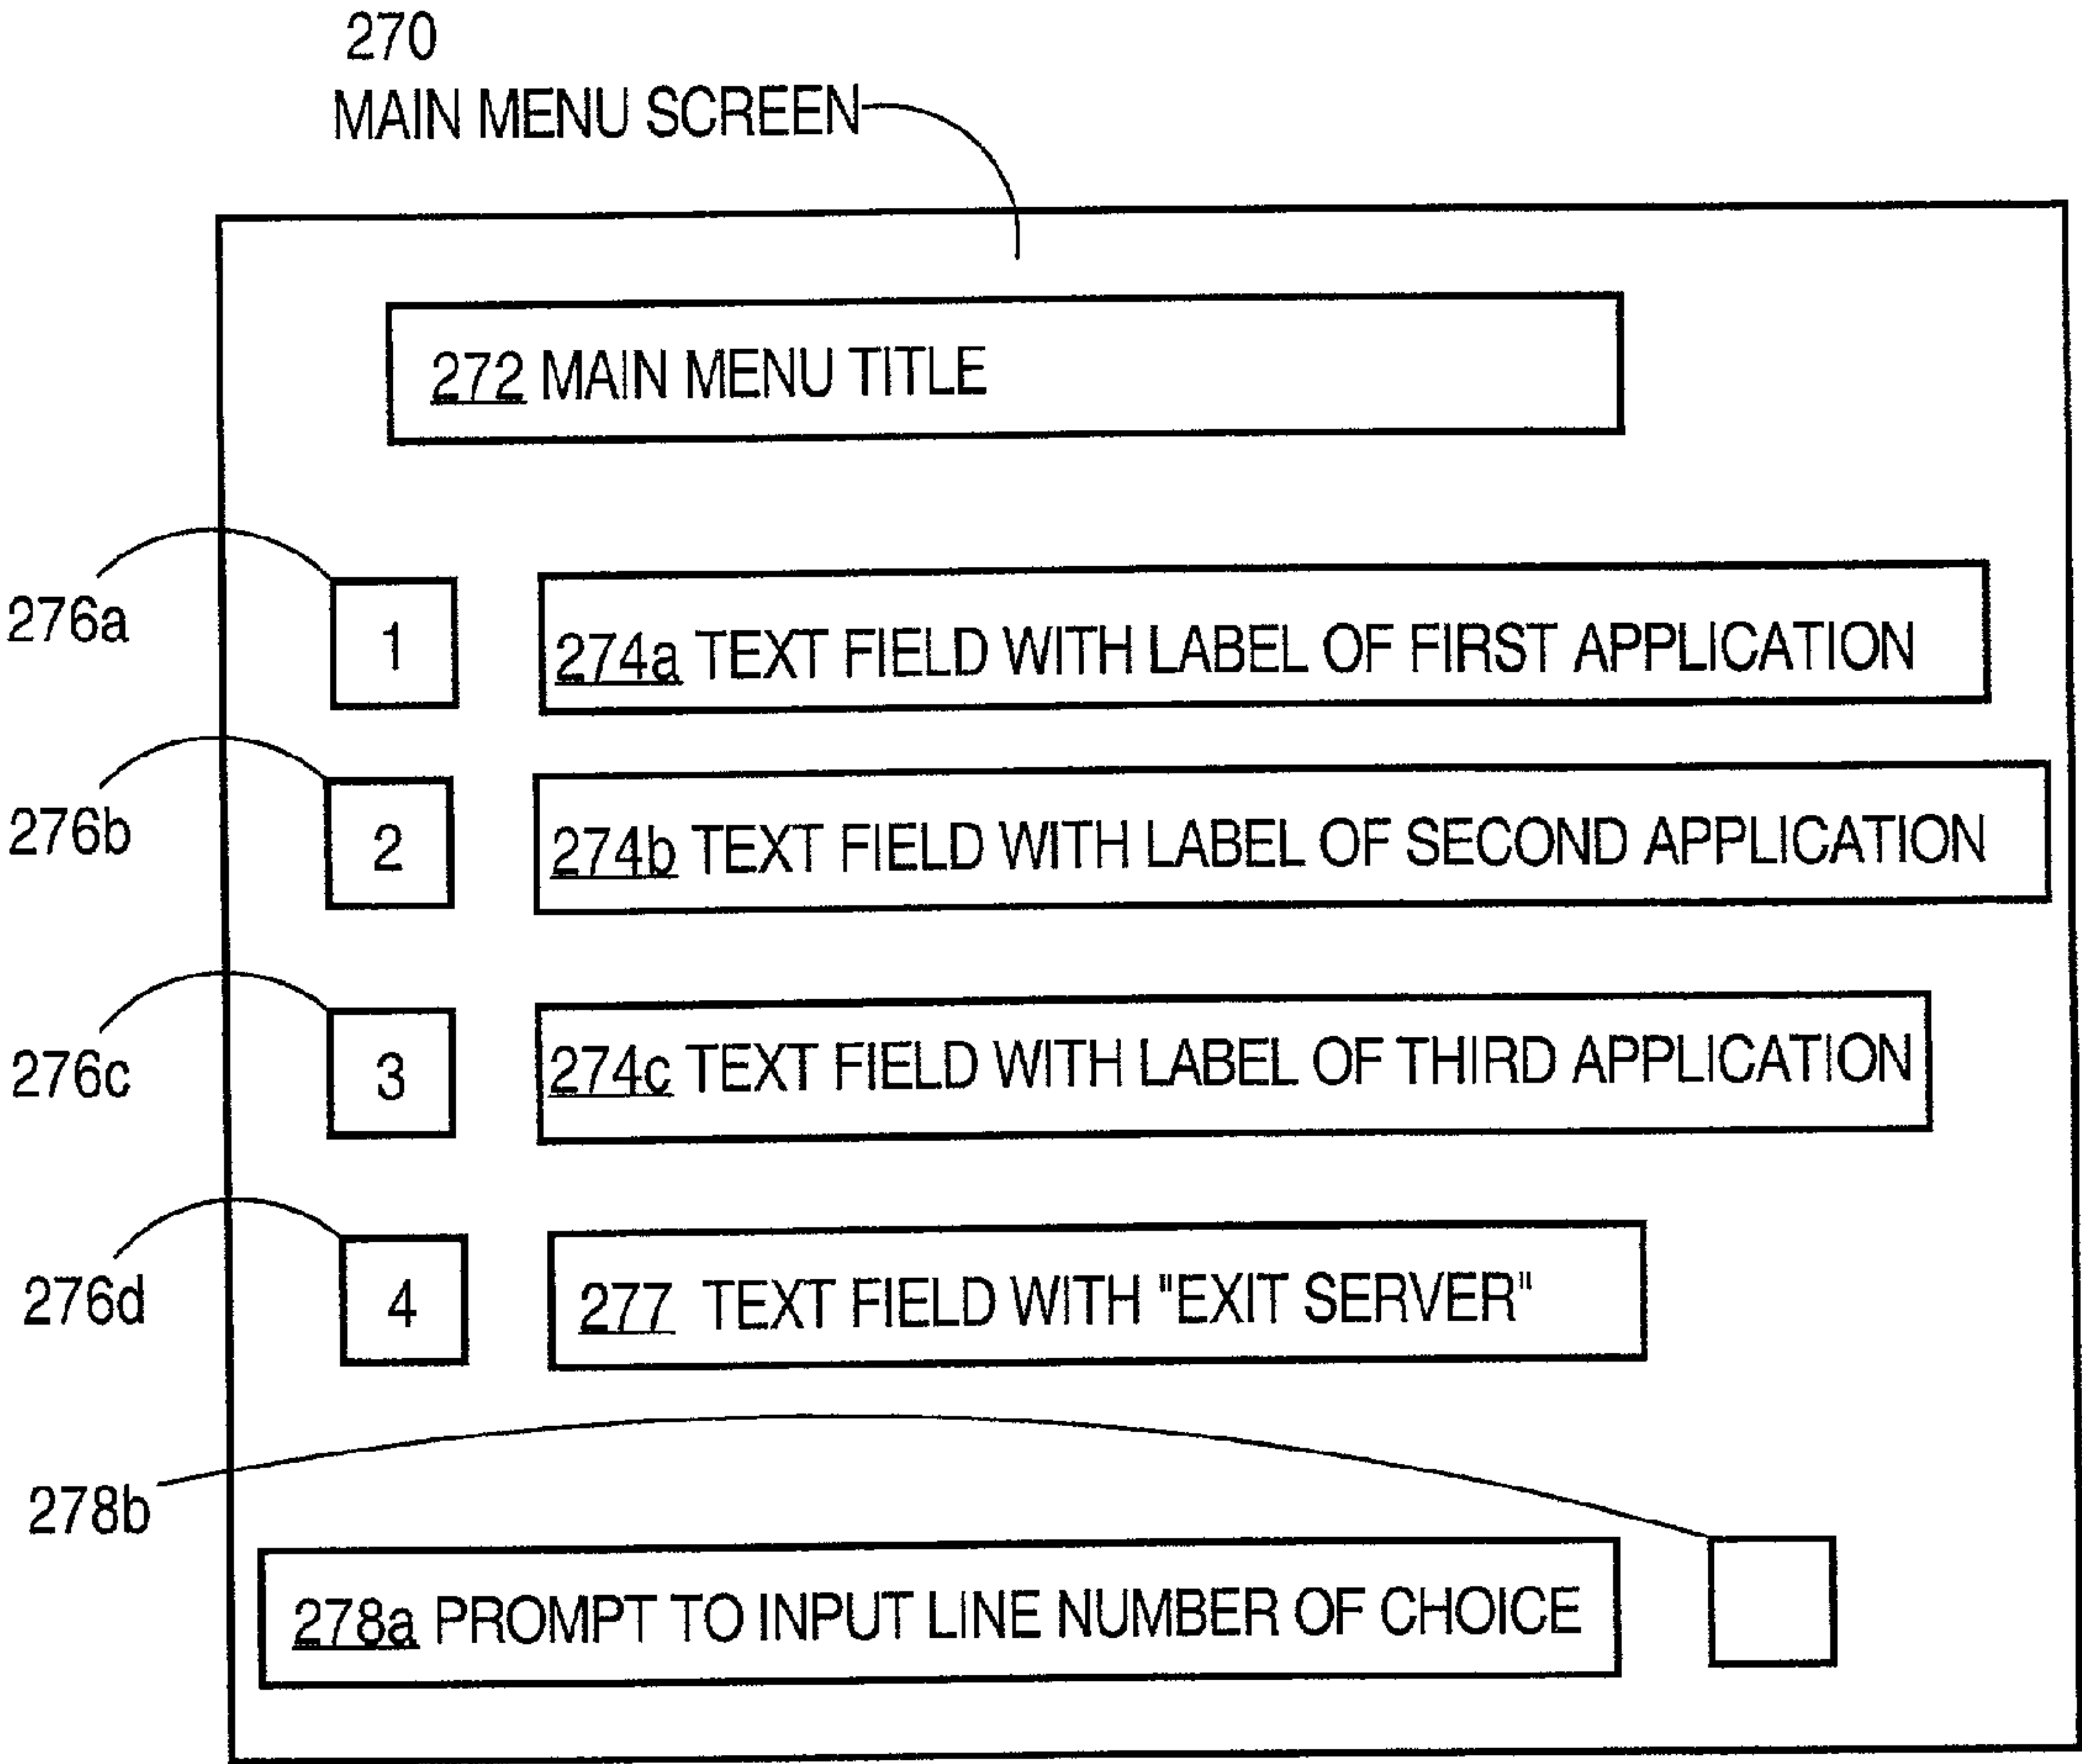 270
MAIN MENU SCREEN
272 MAIN MENU TITLE
276a
1
274a TEXT FIELD WITH LABEL OF FIRST APPLICATION
276b
2
274b TEXT FIELD WITH LABEL OF SECOND APPLICATION
276c
3
274c TEXT FIELD WITH LABEL OF THIRD APPLICATION
276d
4
277 TEXT FIELD WITH "EXIT SERVER"
278b
278a PROMPT TO INPUT LINE NUMBER OF CHOICE